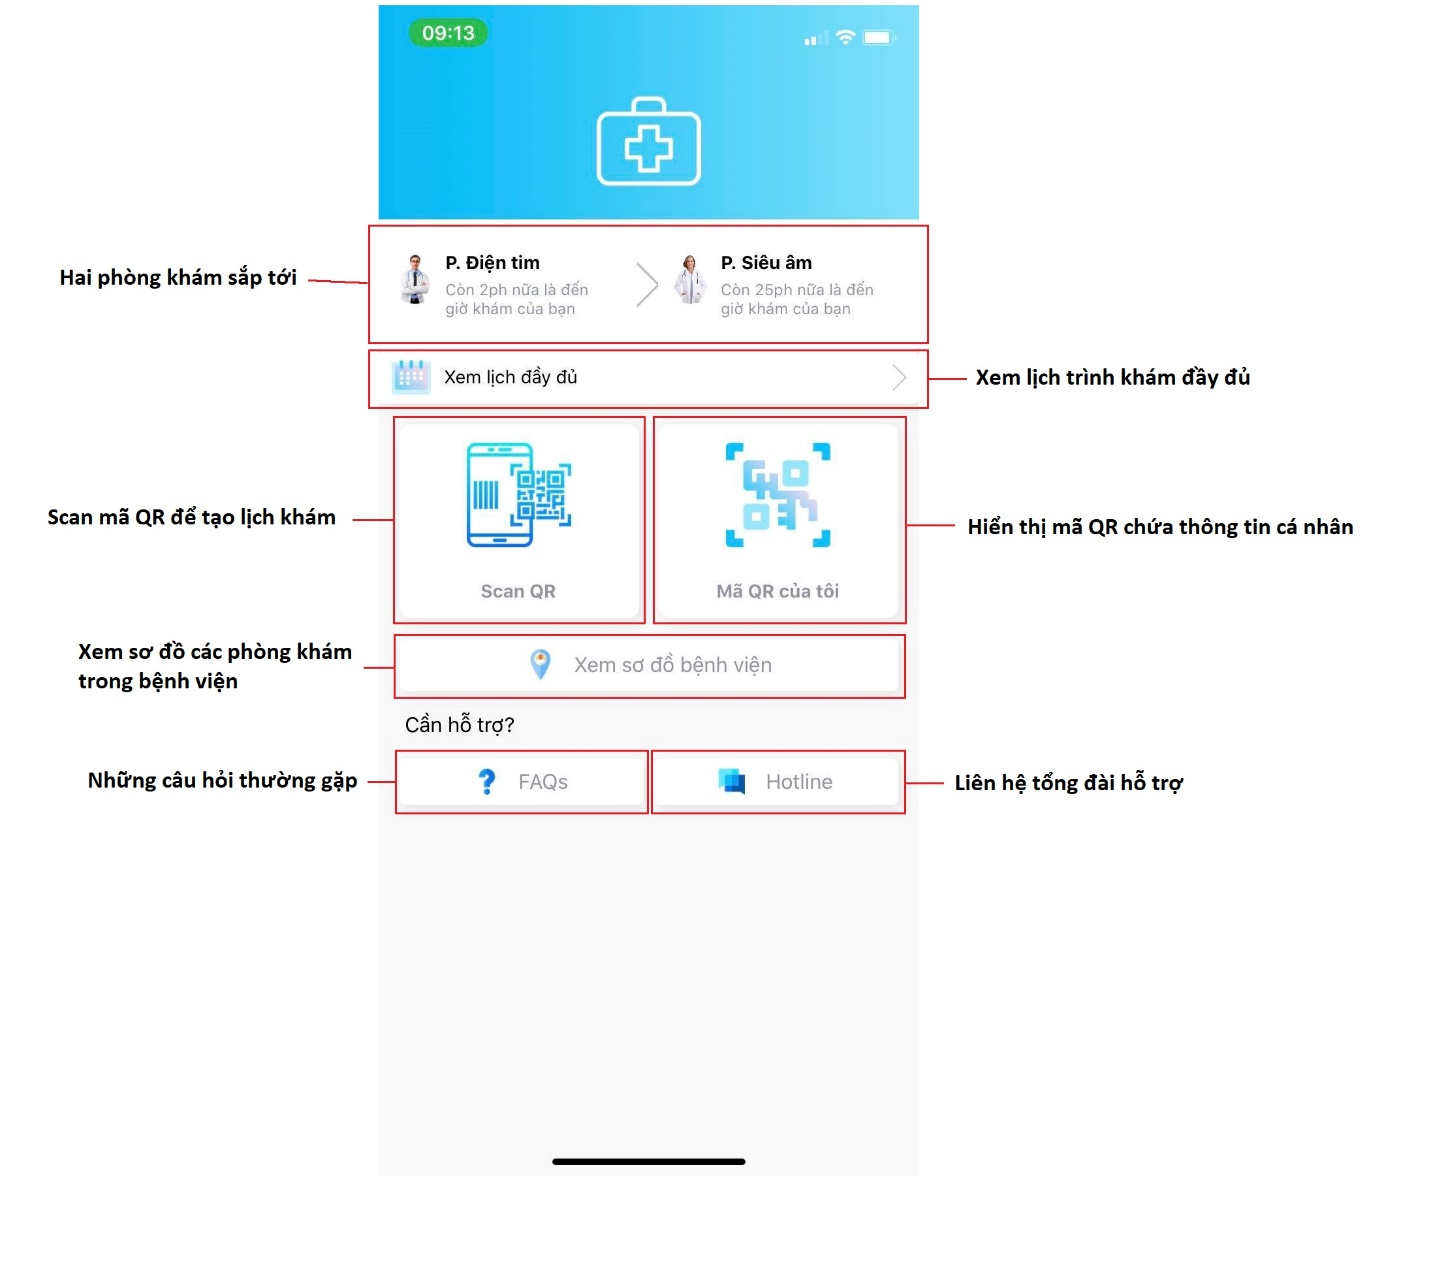 09:13
Hai phòng khám sắp tới
P. Điện tim
Còn 2ph nữa là đến
giờ khám của bạn
P. Siêu âm
Còn 25ph nữa là đến
giờ khám của bạn
Xem lịch đầy đủ
Xem lịch trình khám đầy đủ
Scan mã QR để tạo lịch khám
Scan QR
Mã QR của tôi
Hiển thị mã QR chứa thông tin cá nhân
Xem sơ đồ các phòng khám
trong bệnh viện
Xem sơ đồ bệnh viện
Cần hỗ trợ?
Những câu hỏi thường gặp
FAQs
Hotline
Liên hệ tổng đài hỗ trợ